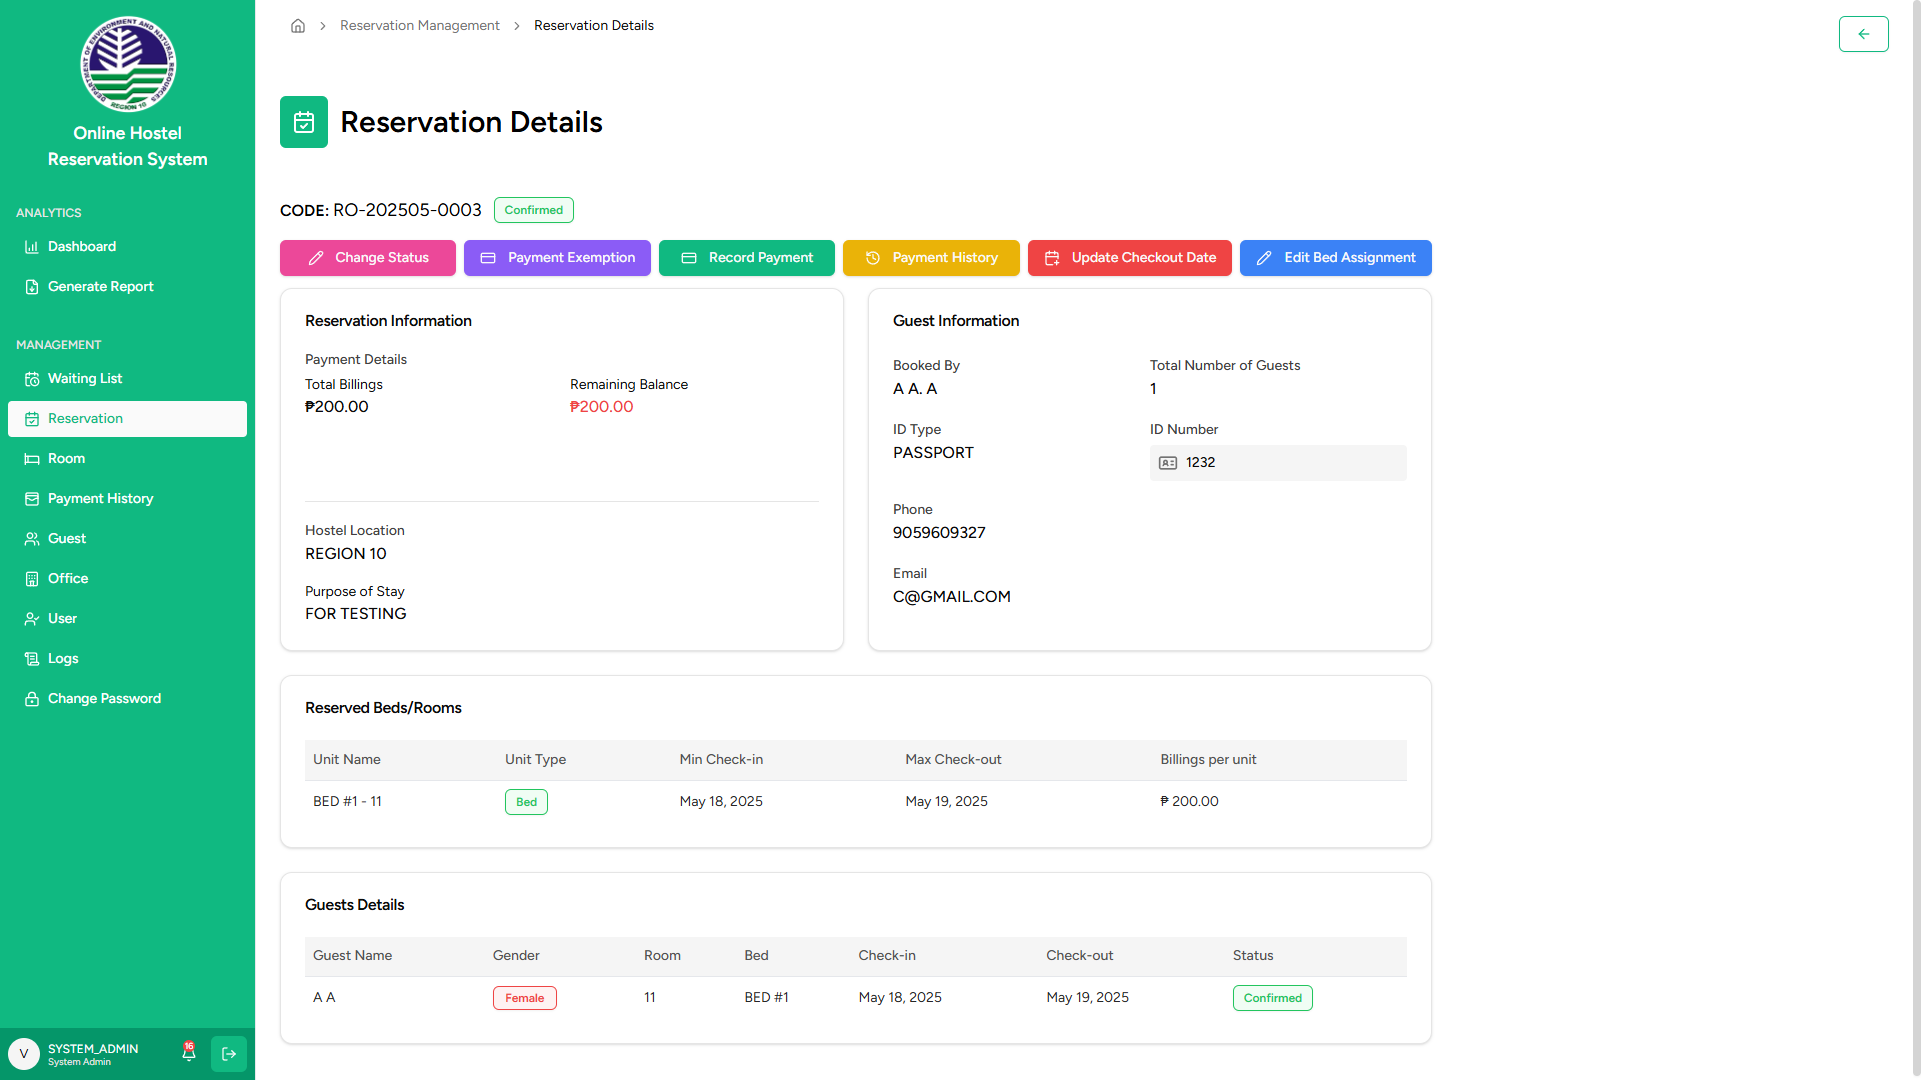 DEPARTMENT OF ENVIRONMENT AND NATURAL RESOURCES
REGION 10
Online Hostel
Reservation System
ANALYTICS
Dashboard
Generate Report
MANAGEMENT
Waiting List
Reservation
Room
Payment History
Guest
Office
User
Logs
Change Password
V
SYSTEM_ADMIN
System Admin
16
Reservation Management
Reservation Details
Reservation Details
CODE: RO-202505-0003
Confirmed
Change Status
Payment Exemption
Record Payment
Payment History
Update Checkout Date
Edit Bed Assignment
Reservation Information
Payment Details
Total Billings
₱200.00
Remaining Balance
₱200.00
Hostel Location
REGION 10
Purpose of Stay
FOR TESTING
Guest Information
Booked By
A A. A
Total Number of Guests
1
ID Type
PASSPORT
ID Number
1232
Phone
9059609327
Email
C@GMAIL.COM
Reserved Beds/Rooms
Unit Name Unit Type Min Check-in Max Check-out Billings per unit
BED #1 - 11 Bed May 18, 2025 May 19, 2025 ₱ 200.00
Guests Details
Guest Name Gender Room Bed Check-in Check-out Status
A A Female 11 BED #1 May 18, 2025 May 19, 2025 Confirmed